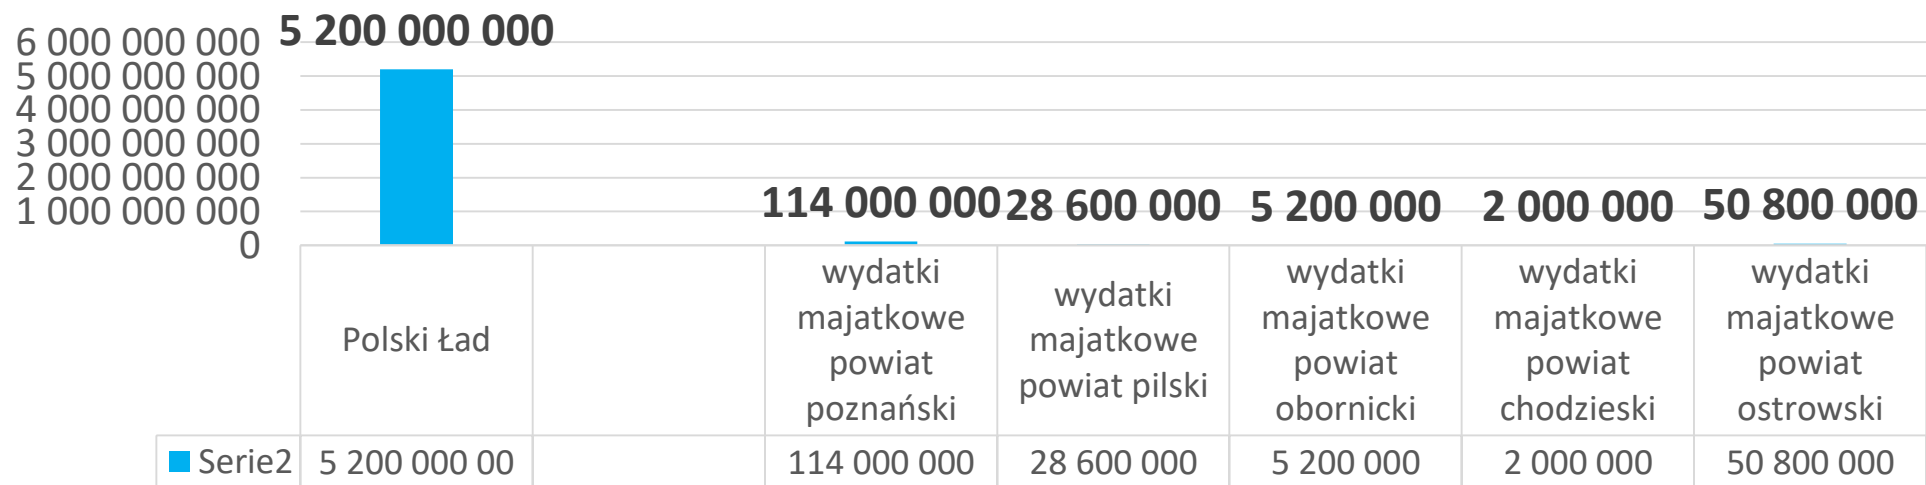 5 200 000 000
6 000 000 000
5 000 000 000
4 000 000 000
3 000 000 000
2 000 000 000
1 000 000 000
0
114 000 000
28 600 000
5 200 000
2 000 000
50 800 000
Polski Ład
wydatki
majatkowe
powiat
poznański
wydatki
majatkowe
powiat pilski
wydatki
majatkowe
powiat
obornicki
wydatki
majatkowe
powiat
chodzieski
wydatki
majatkowe
powiat
ostrowski
Serie2 5 200 000 00 114 000 000 28 600 000 5 200 000 2 000 000 50 800 000